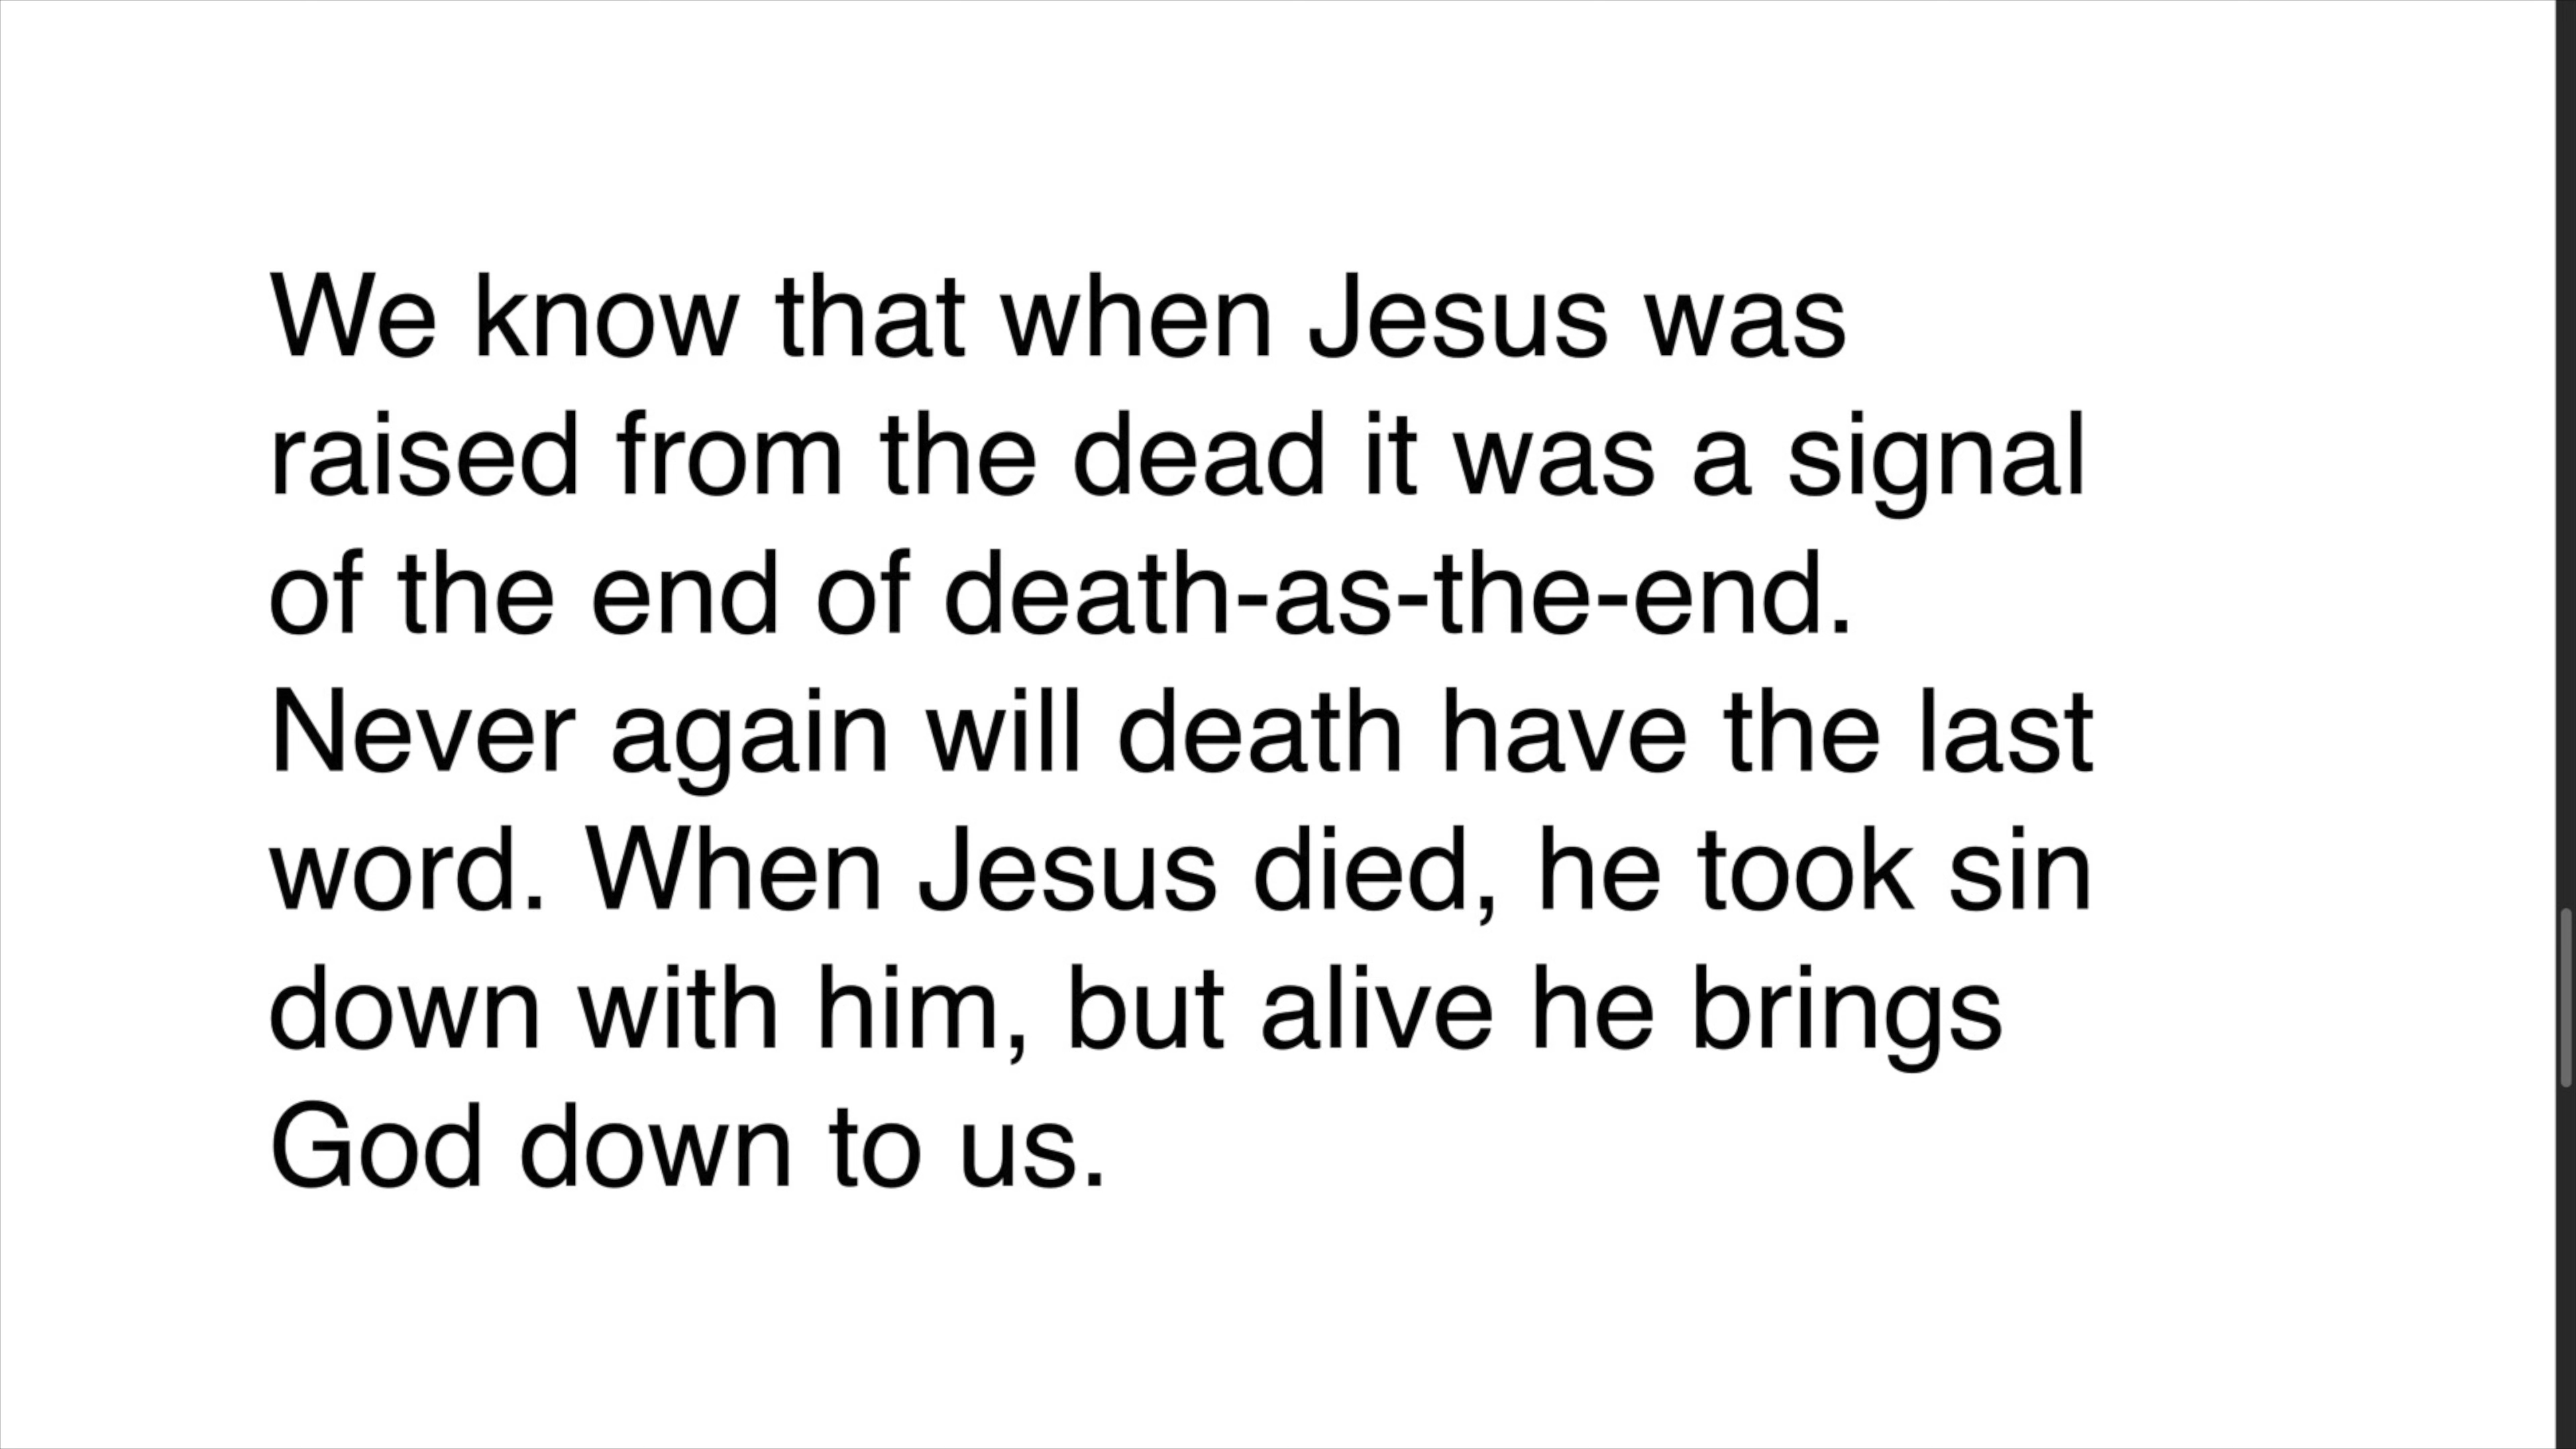 We know that when Jesus was
raised from the dead it was a signal
of the end of death-as-the-end.
Never again will death have the last
word. When Jesus died, he took sin
down with him, but alive he brings
God down to us.